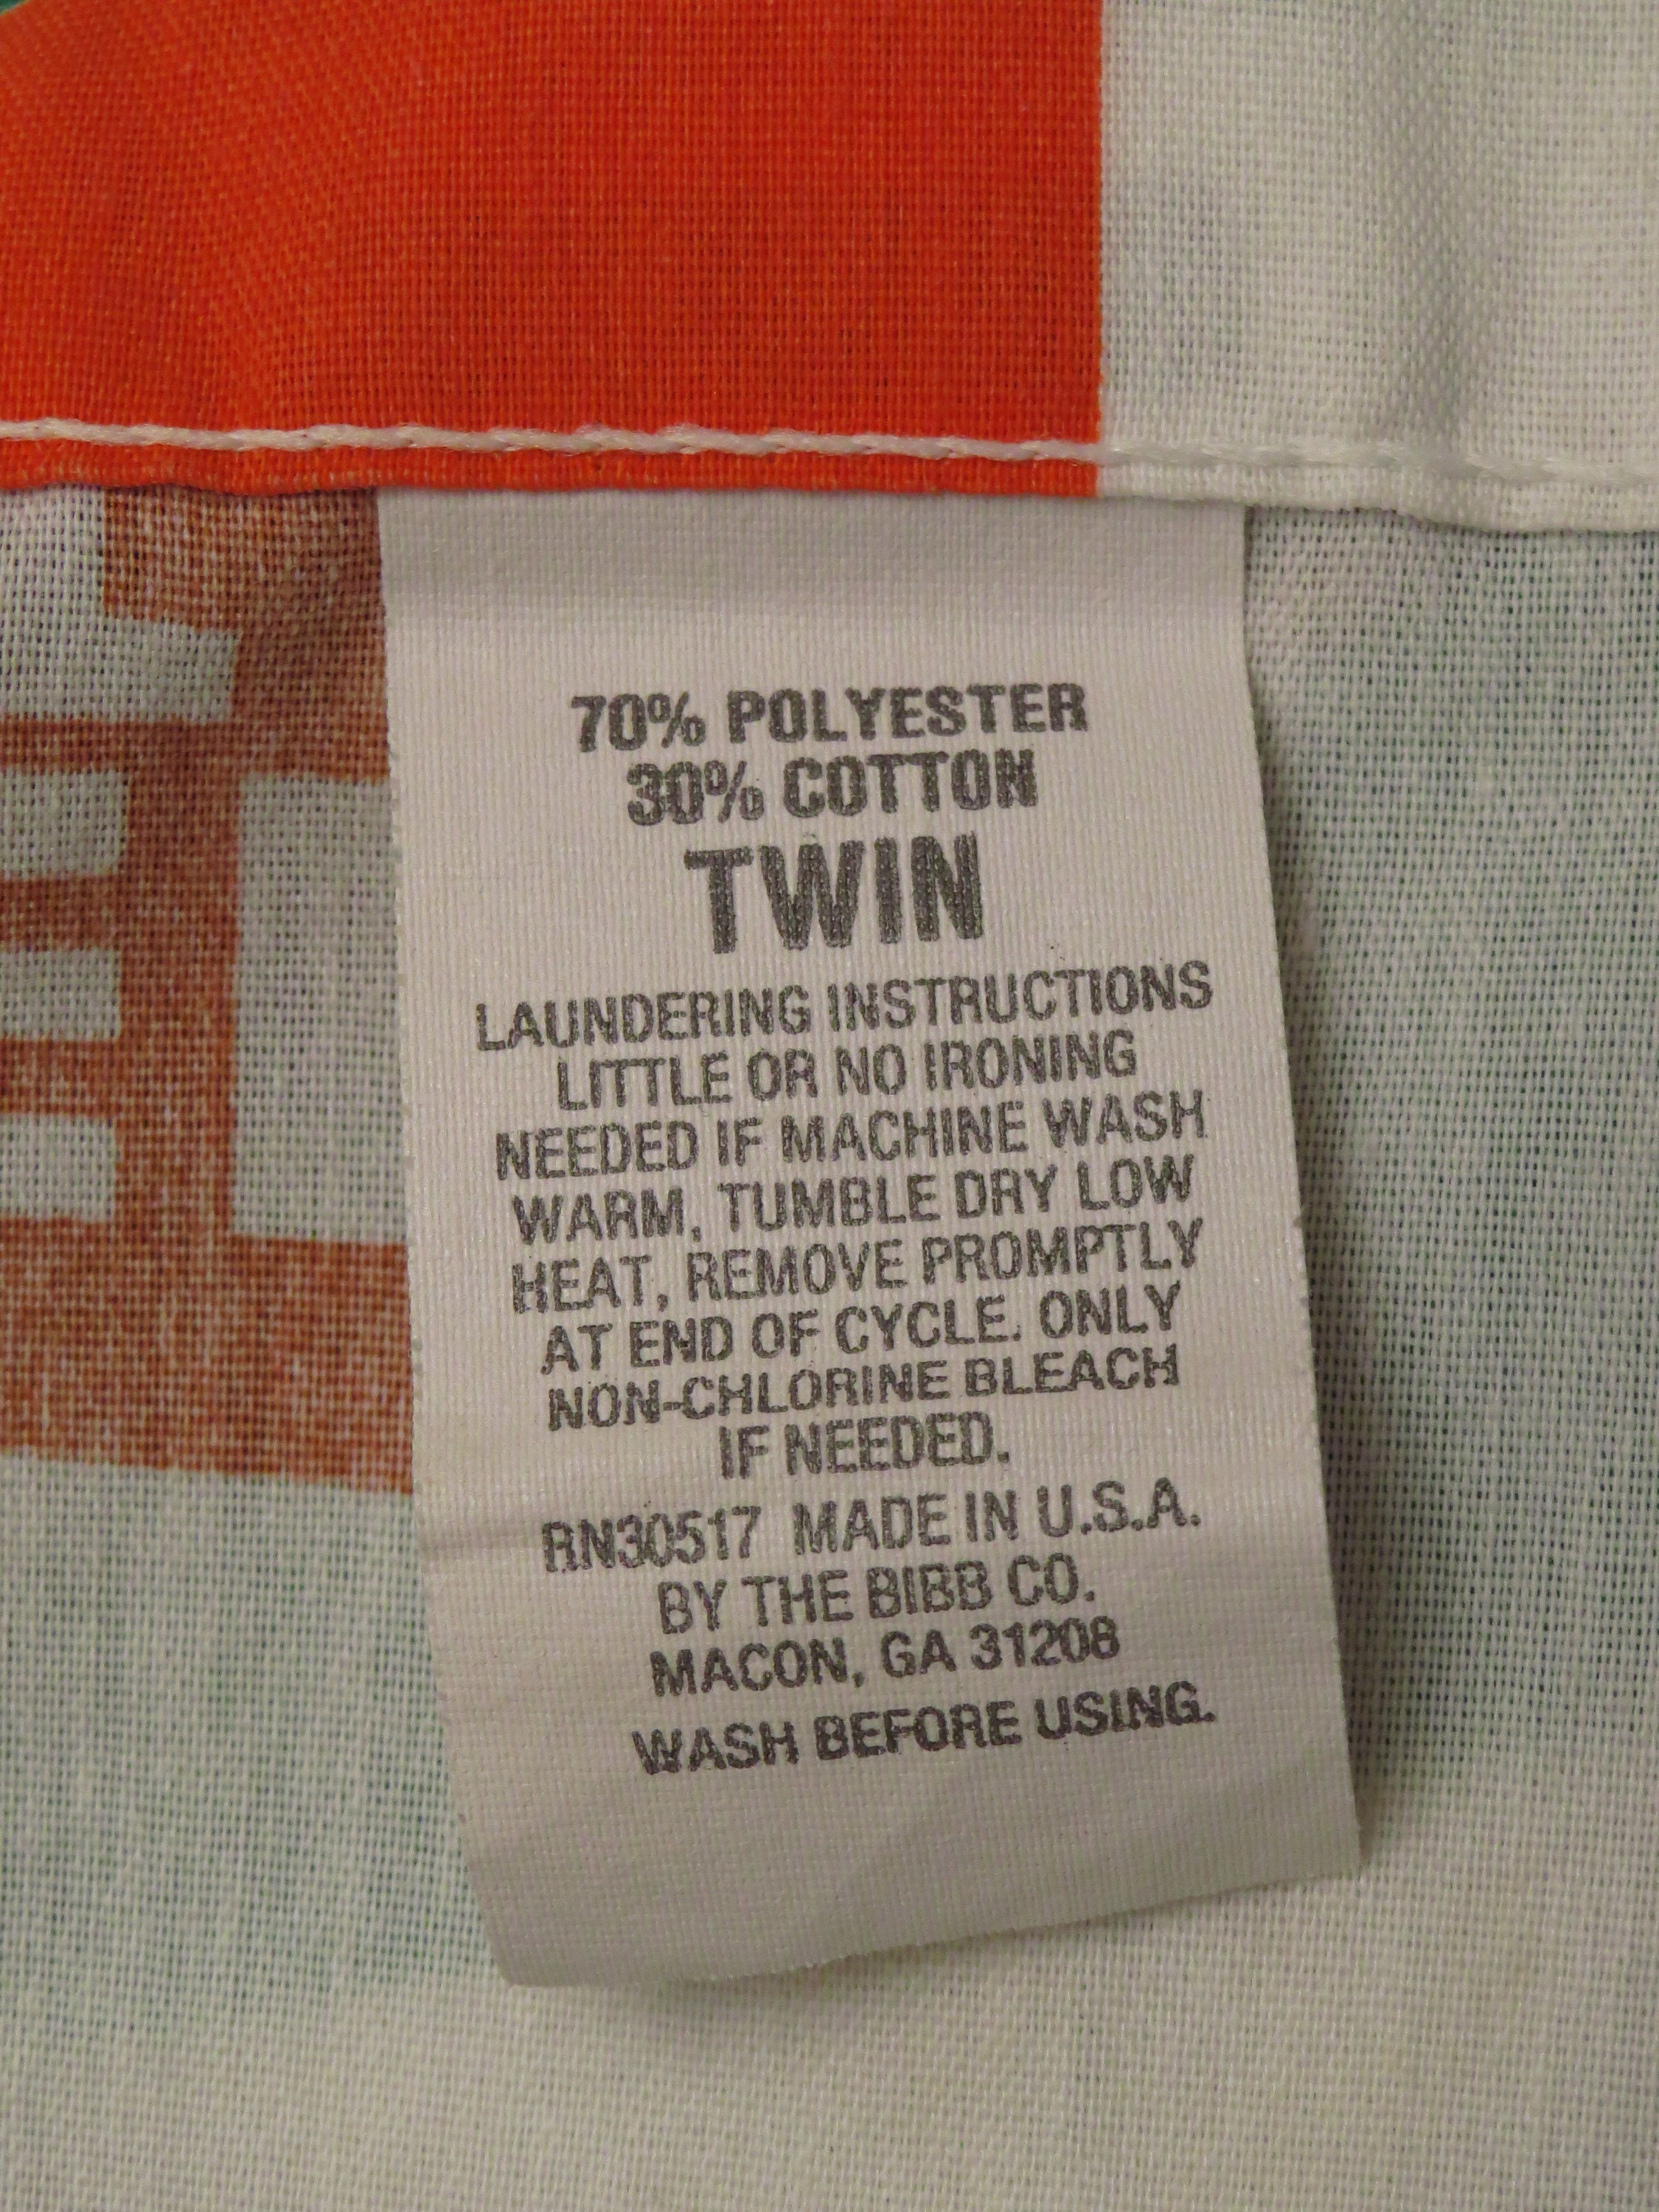 70% POLYESTER
30% COTTON
TWIN
LAUNDERING INSTRUCTIONS
LITTLE OR NO IRONING
NEEDED IF MACHINE WASH
WARM, TUMBLE DRY LOW
HEAT, REMOVE PROMPTLY
AT END OF CYCLE. ONLY
NON-CHLORINE BLEACH
IF NEEDED.
RN30517 MADE IN U.S.A.
BY THE BIBB CO.
MACON, GA 31208
WASH BEFORE USING.